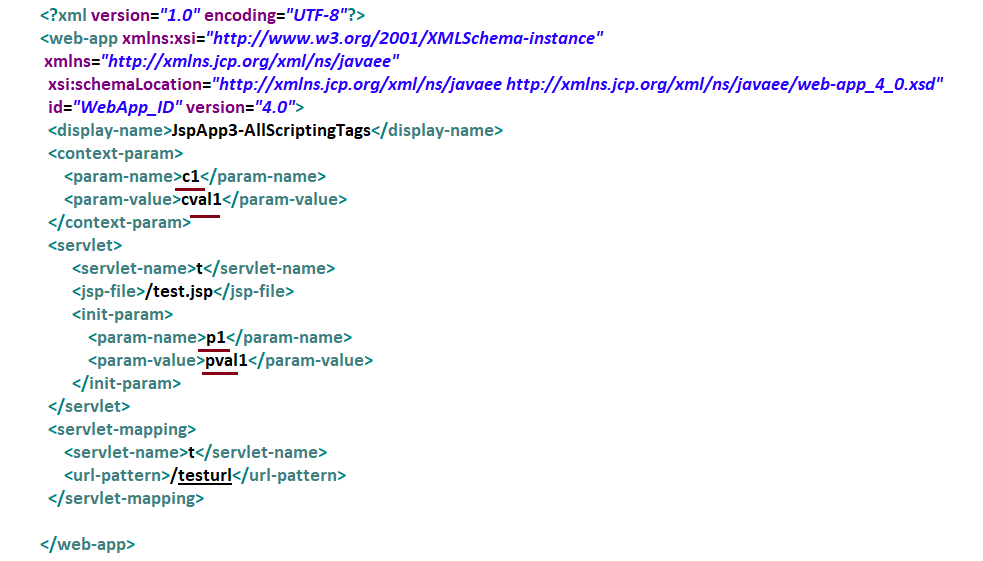 <?xml version="1.0" encoding="UTF-8"?>
<web-app xmlns:xsi="http://www.w3.org/2001/XMLSchema-instance"
xmlns="http://xmlns.jcp.org/xml/ns/javaee"
xsi:schemaLocation="http://xmlns.jcp.org/xml/ns/javaee http://xmlns.jcp.org/xml/ns/javaee/web-app_4_0.xsd"
id="WebApp_ID" version="4.0">
<display-name>JspApp3-AllScriptingTags</display-name>
<context-param>
<param-name>c1</param-name>
<param-value>cval1</param-value>
</context-param>
<servlet>
<servlet-name>t</servlet-name>
<jsp-file>/test.jsp</jsp-file>
<init-param>
<param-name>p1</param-name>
<param-value>pval1</param-value>
</init-param>
</servlet>
<servlet-mapping>
<servlet-name>t</servlet-name>
<url-pattern>/testurl</url-pattern>
</servlet-mapping>
</web-app>